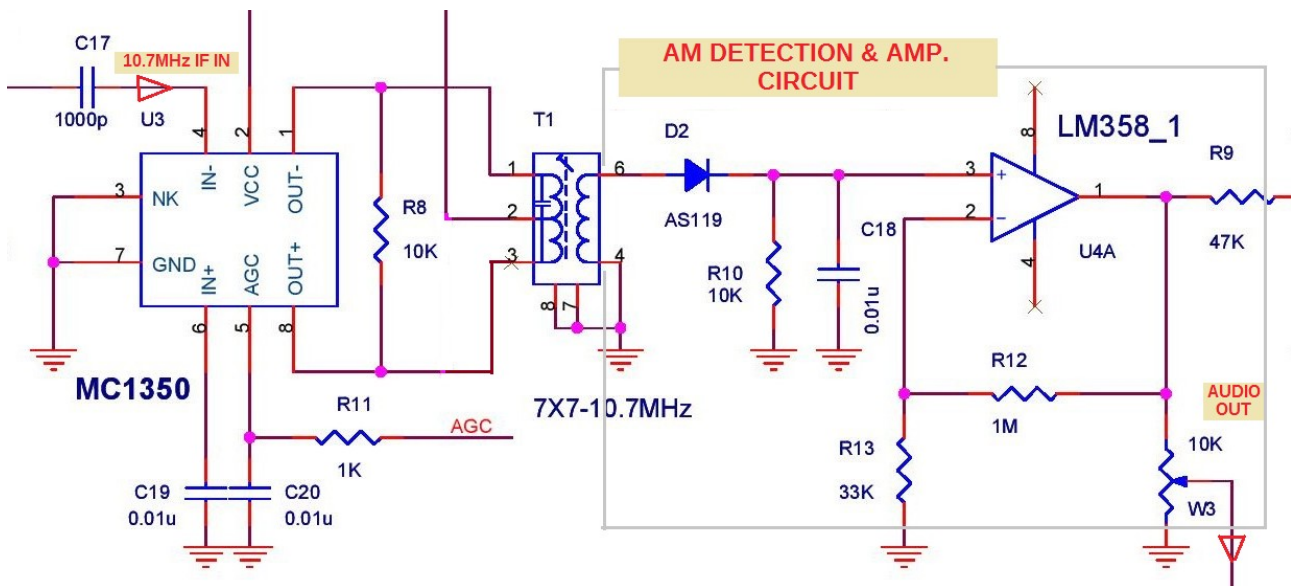 C17
10.7MHz IF IN
1000p
U3
4
2
1
IN-
VCC
OUT-
3
NK
7
GND
IN+
AGC
OUT+
6
5
8
MC1350
R8
10K
R11
1K
AGC
C19
0.01u
C20
0.01u
T1
1
2
3
6
4
8
7
7X7-10.7MHz
AM DETECTION & AMP.
CIRCUIT
D2
AS119
R10
10K
C18
0.01u
LM358_1
8
3
+
2
-
1
4
U4A
R9
47K
R12
1M
R13
33K
AUDIO
OUT
10K
W3